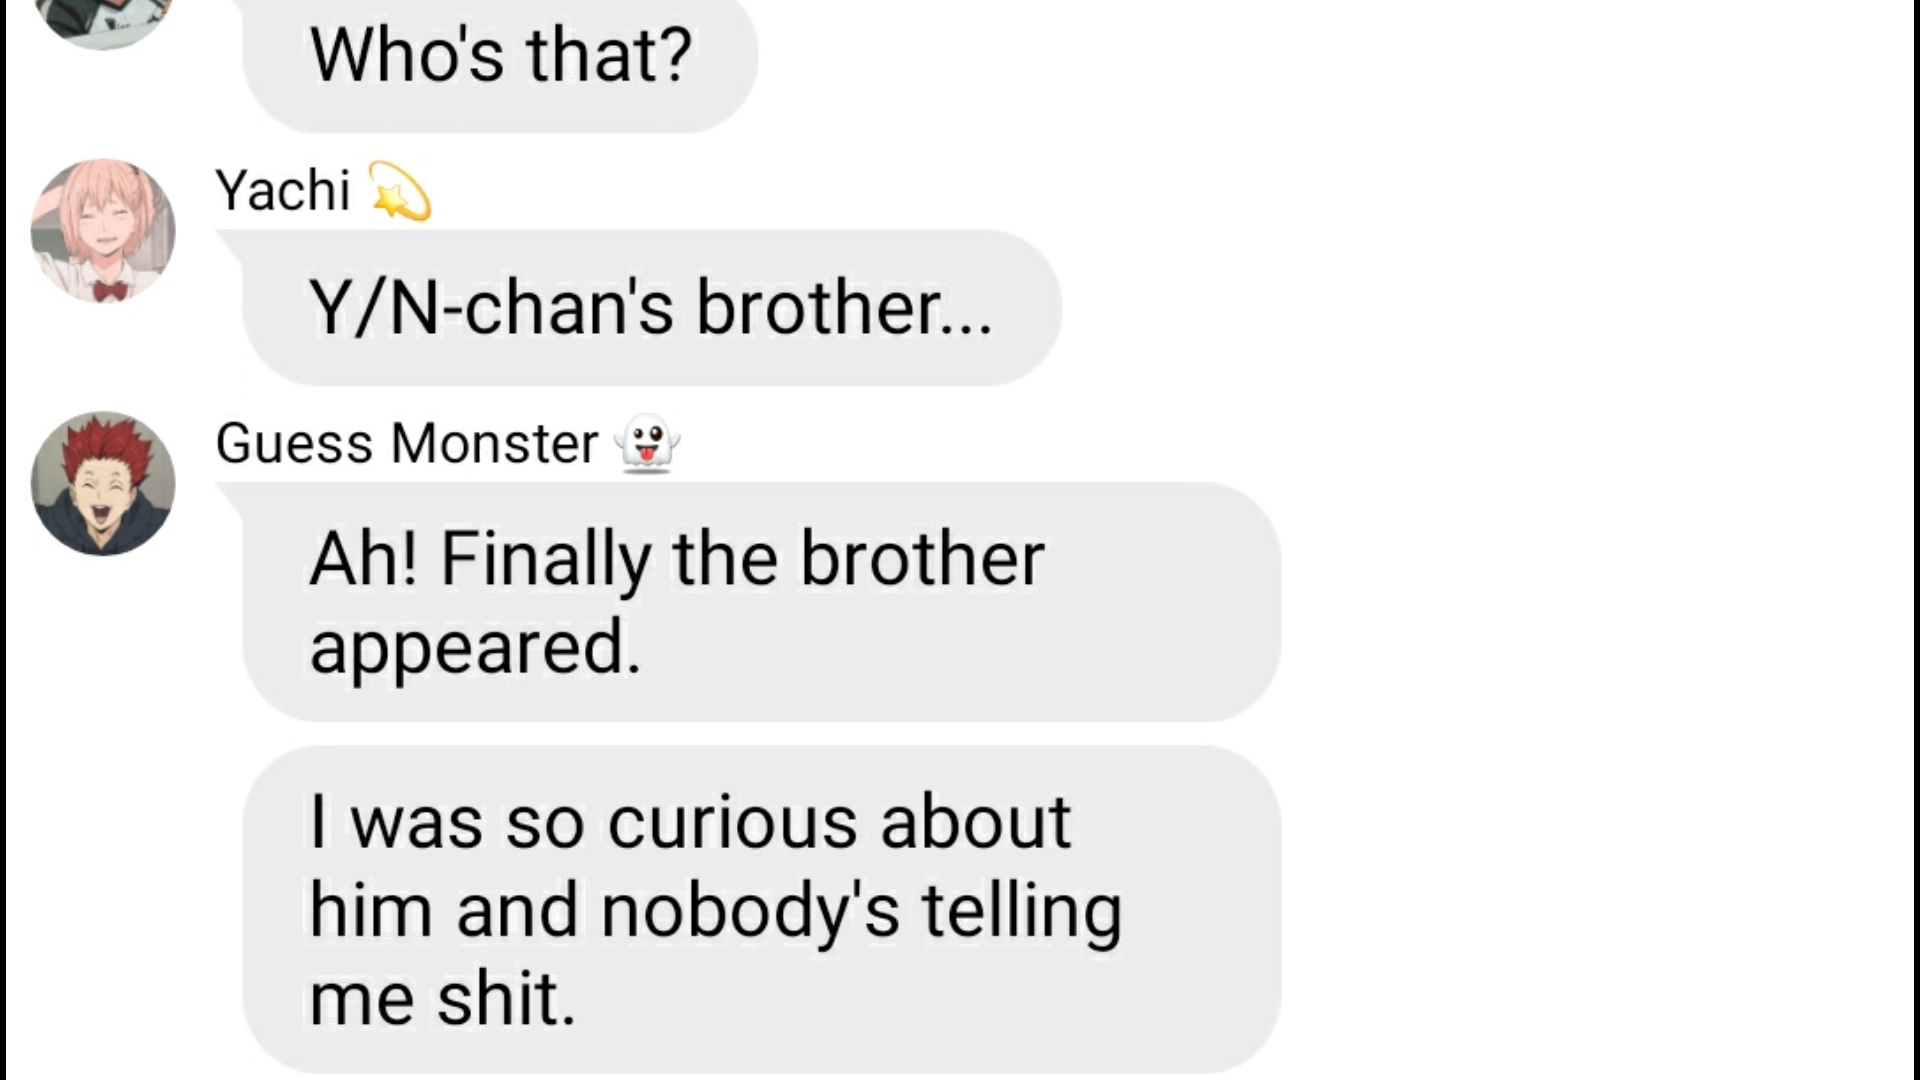 Who's that?
Yachi 💫
Y/N-chan's brother...
Guess Monster 👻
Ah! Finally the brother
appeared.
I was so curious about
him and nobody's telling
me shit.